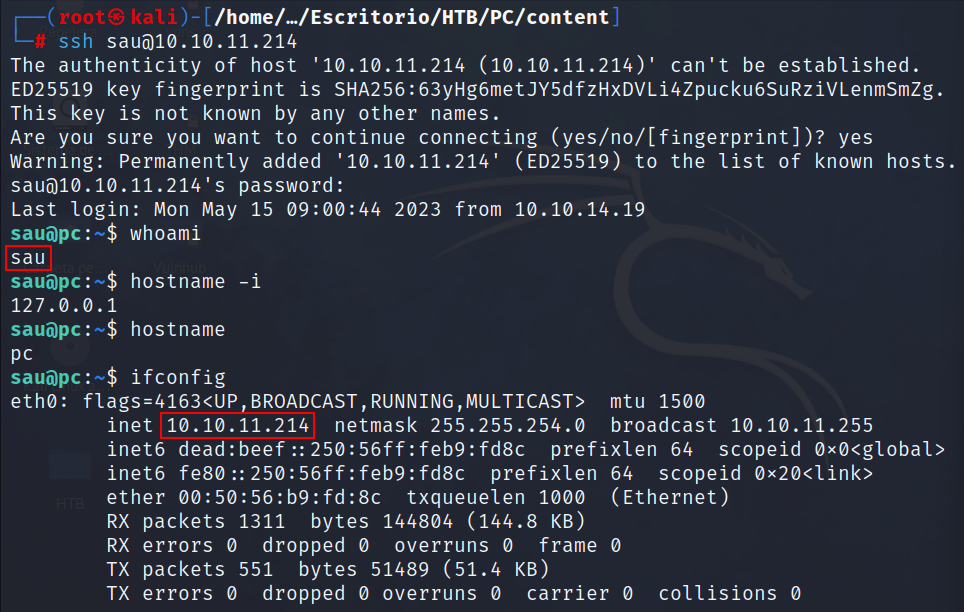 ┌──(root㉿kali)-[/home/…/Escritorio/HTB/PC/content]
└─# ssh sau@10.10.11.214
The authenticity of host '10.10.11.214 (10.10.11.214)' can't be established.
ED25519 key fingerprint is SHA256:63yHg6metJY5dfzHxDVLi4Zpucku6SuRziVLenmSmZg.
This key is not known by any other names.
Are you sure you want to continue connecting (yes/no/[fingerprint])? yes
Warning: Permanently added '10.10.11.214' (ED25519) to the list of known hosts.
sau@10.10.11.214's password:
Last login: Mon May 15 09:00:44 2023 from 10.10.14.19
sau@pc:~$ whoami
sau
sau@pc:~$ hostname -i
127.0.0.1
sau@pc:~$ hostname
pc
sau@pc:~$ ifconfig
eth0: flags=4163<UP,BROADCAST,RUNNING,MULTICAST>  mtu 1500
        inet 10.10.11.214  netmask 255.255.254.0  broadcast 10.10.11.255
        inet6 dead:beef::250:56ff:feb9:fd8c  prefixlen 64  scopeid 0×0<global>
        inet6 fe80::250:56ff:feb9:fd8c  prefixlen 64  scopeid 0×20<link>
        ether 00:50:56:b9:fd:8c  txqueuelen 1000  (Ethernet)
        RX packets 1311  bytes 144804 (144.8 KB)
        RX errors 0  dropped 0  overruns 0  frame 0
        TX packets 551  bytes 51489 (51.4 KB)
        TX errors 0  dropped 0 overruns 0  carrier 0  collisions 0
HTB